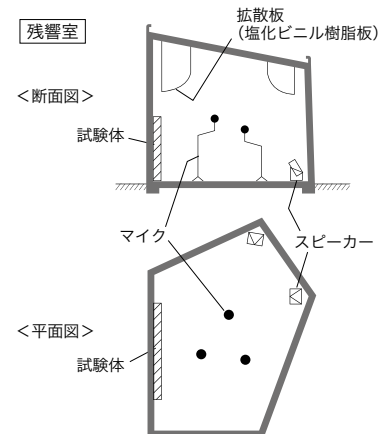 残響室
拡散板
（塩化ビニル樹脂板）
＜断面図＞
試験体
マイク
スピーカー
＜平面図＞
試験体